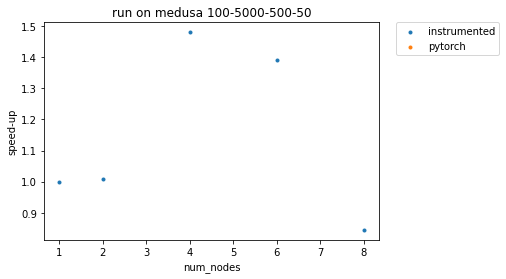 run on medusa 100-5000-500-50
instrumented
pytorch
1.5
1.4
1.3
1.2
1.1
1.0
0.9
speed-up
1 2 3 4 5 6 7 8
num_nodes